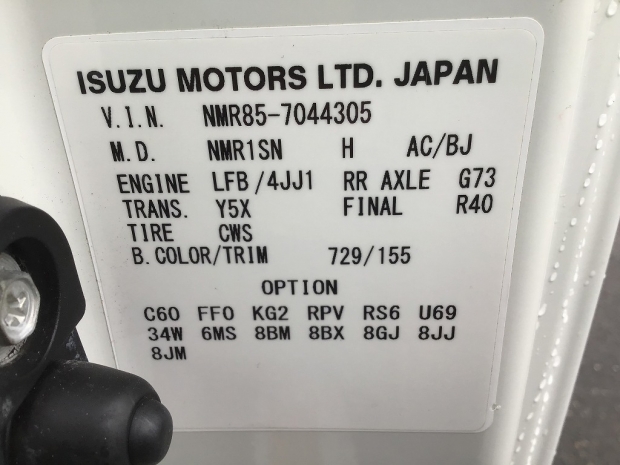 ISUZU MOTORS LTD. JAPAN
V.I.N. NMR85-7044305
M.D. NMR1SN H AC/BJ
ENGINE LFB/4JJ1 RR AXLE G73
TRANS. Y5X FINAL R40
TIRE CWS
B.COLOR/TRIM 729/155
OPTION
C60 FF0 KG2 RPV RS6 U69
34W 6MS 8BM 8BX 8GJ 8JJ
8JM